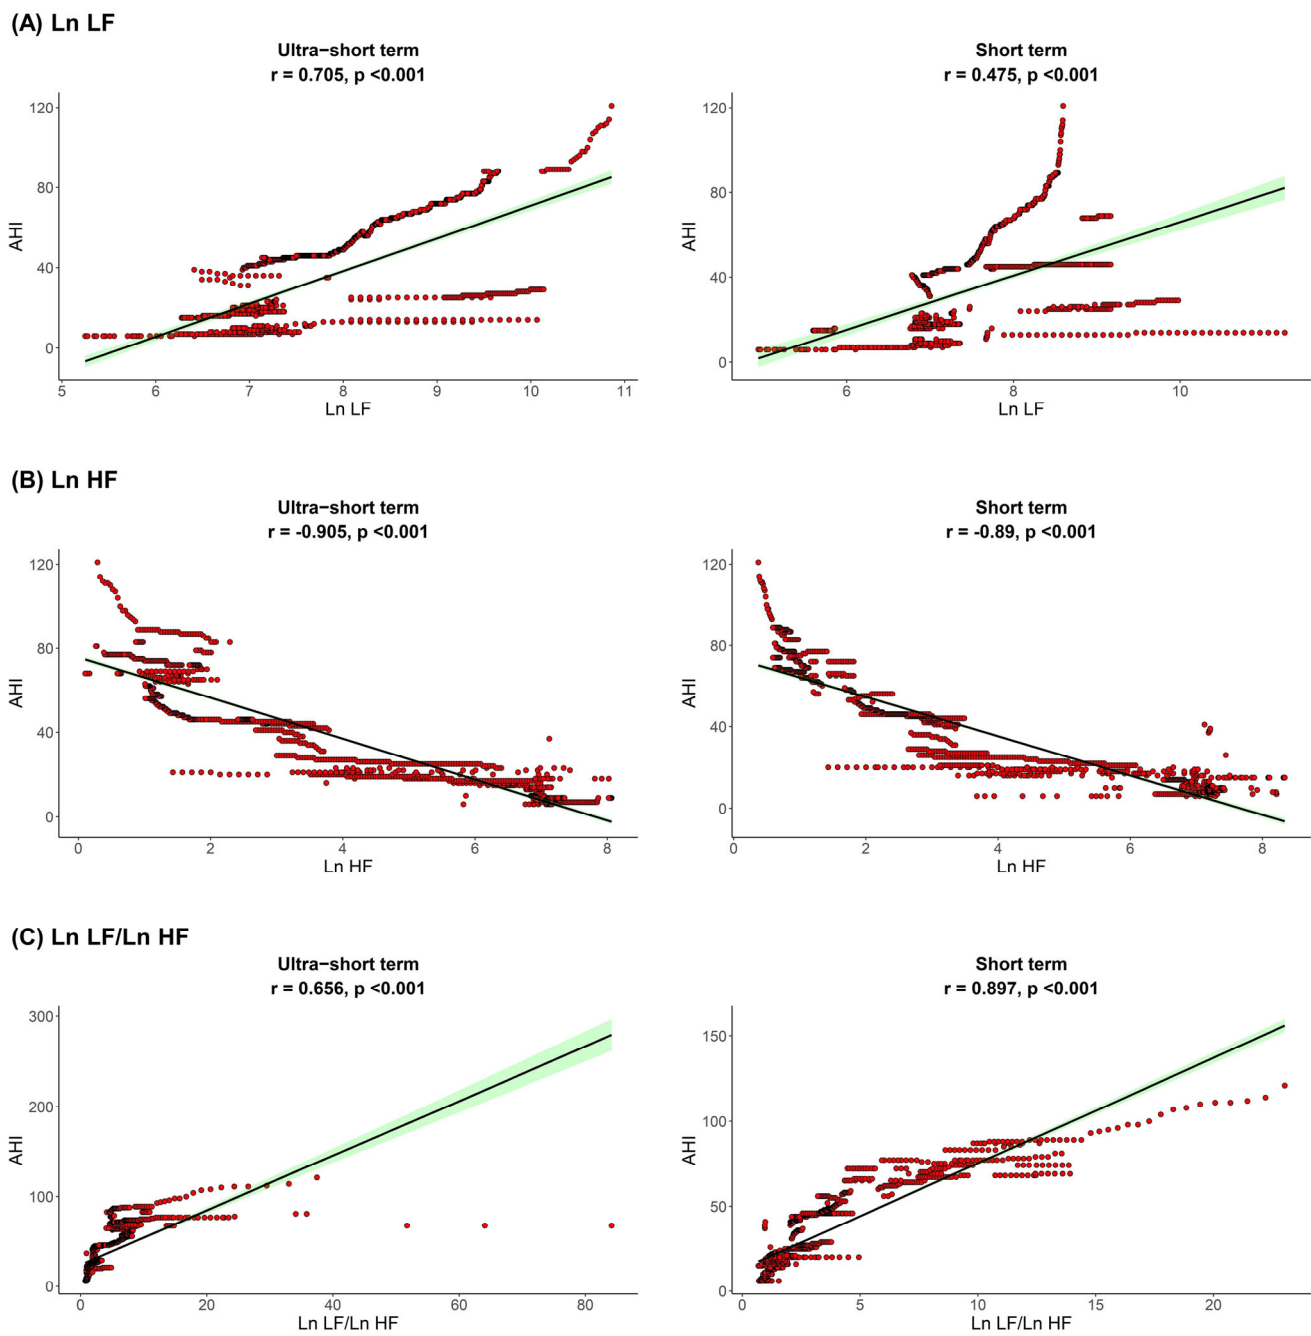 (A) Ln LF
Ultra−short term
r = 0.705, p <0.001
120
80
40
0
AHI
5 6 7 8 9 10 11
Ln LF
Short term
r = 0.475, p <0.001
120
80
40
0
AHI
6 8 10
Ln LF
(B) Ln HF
Ultra−short term
r = -0.905, p <0.001
120
80
40
0
AHI
0 2 4 6 8
Ln HF
Short term
r = -0.89, p <0.001
120
80
40
0
AHI
0 2 4 6 8
Ln HF
(C) Ln LF/Ln HF
Ultra−short term
r = 0.656, p <0.001
300
200
100
0
AHI
0 20 40 60 80
Ln LF/Ln HF
Short term
r = 0.897, p <0.001
150
100
50
0
AHI
0 5 10 15 20
Ln LF/Ln HF